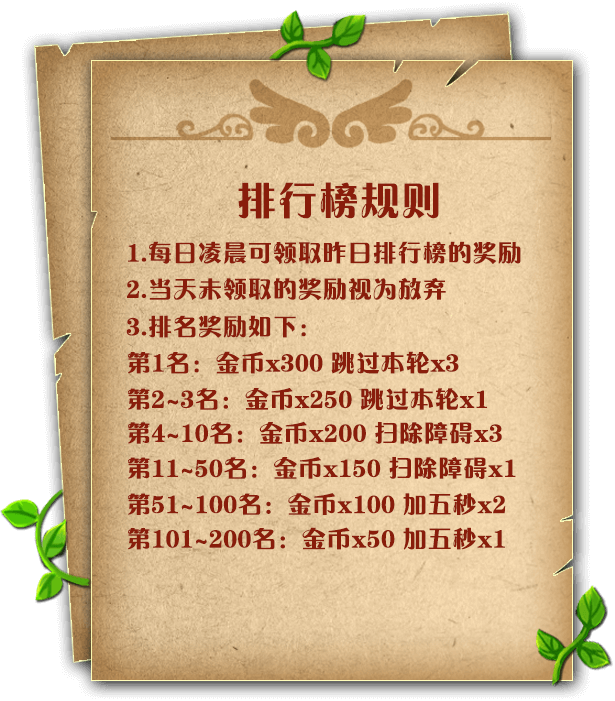 排行榜规则
1.每日凌晨可领取昨日排行榜的奖励
2.当天未领取的奖励视为放弃
3.排名奖励如下：
第1名：金币x300 跳过本轮x3
第2~3名：金币x250 跳过本轮x1
第4~10名：金币x200 扫除障碍x3
第11~50名：金币x150 扫除障碍x1
第51~100名：金币x100 加五秒x2
第101~200名：金币x50 加五秒x1